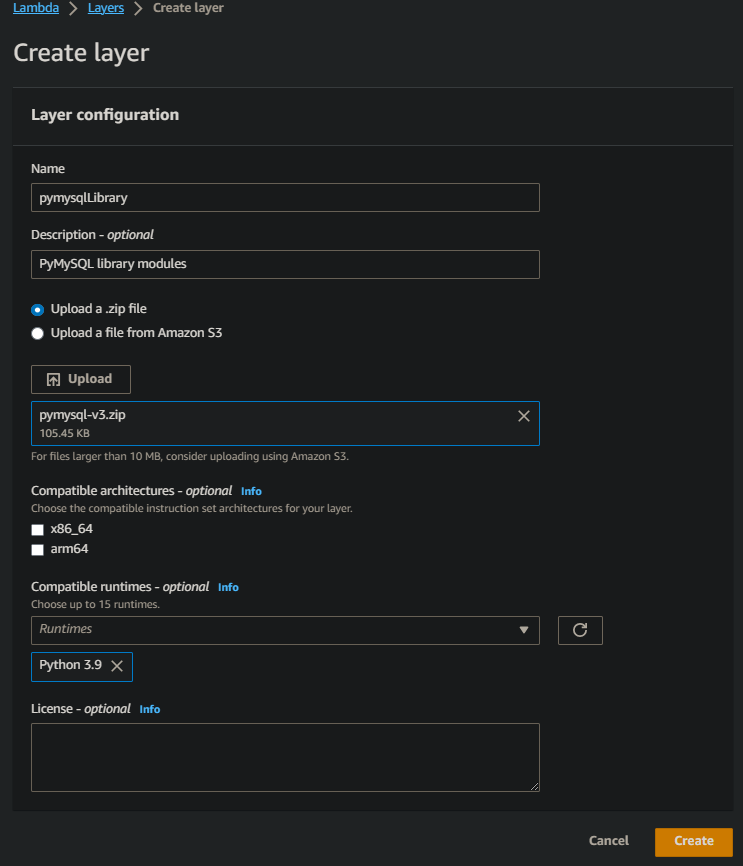 Lambda > Layers > Create layer
Create layer
Layer configuration
Name
pymysqlLibrary
Description - optional
PyMySQL library modules
Upload a .zip file
Upload a file from Amazon S3
Upload
pymysql-v3.zip
105.45 KB
For files larger than 10 MB, consider uploading using Amazon S3.
Compatible architectures - optional Info
Choose the compatible instruction set architectures for your layer.
x86_64
arm64
Compatible runtimes - optional Info
Choose up to 15 runtimes.
Runtimes
Python 3.9
License - optional Info
Cancel Create